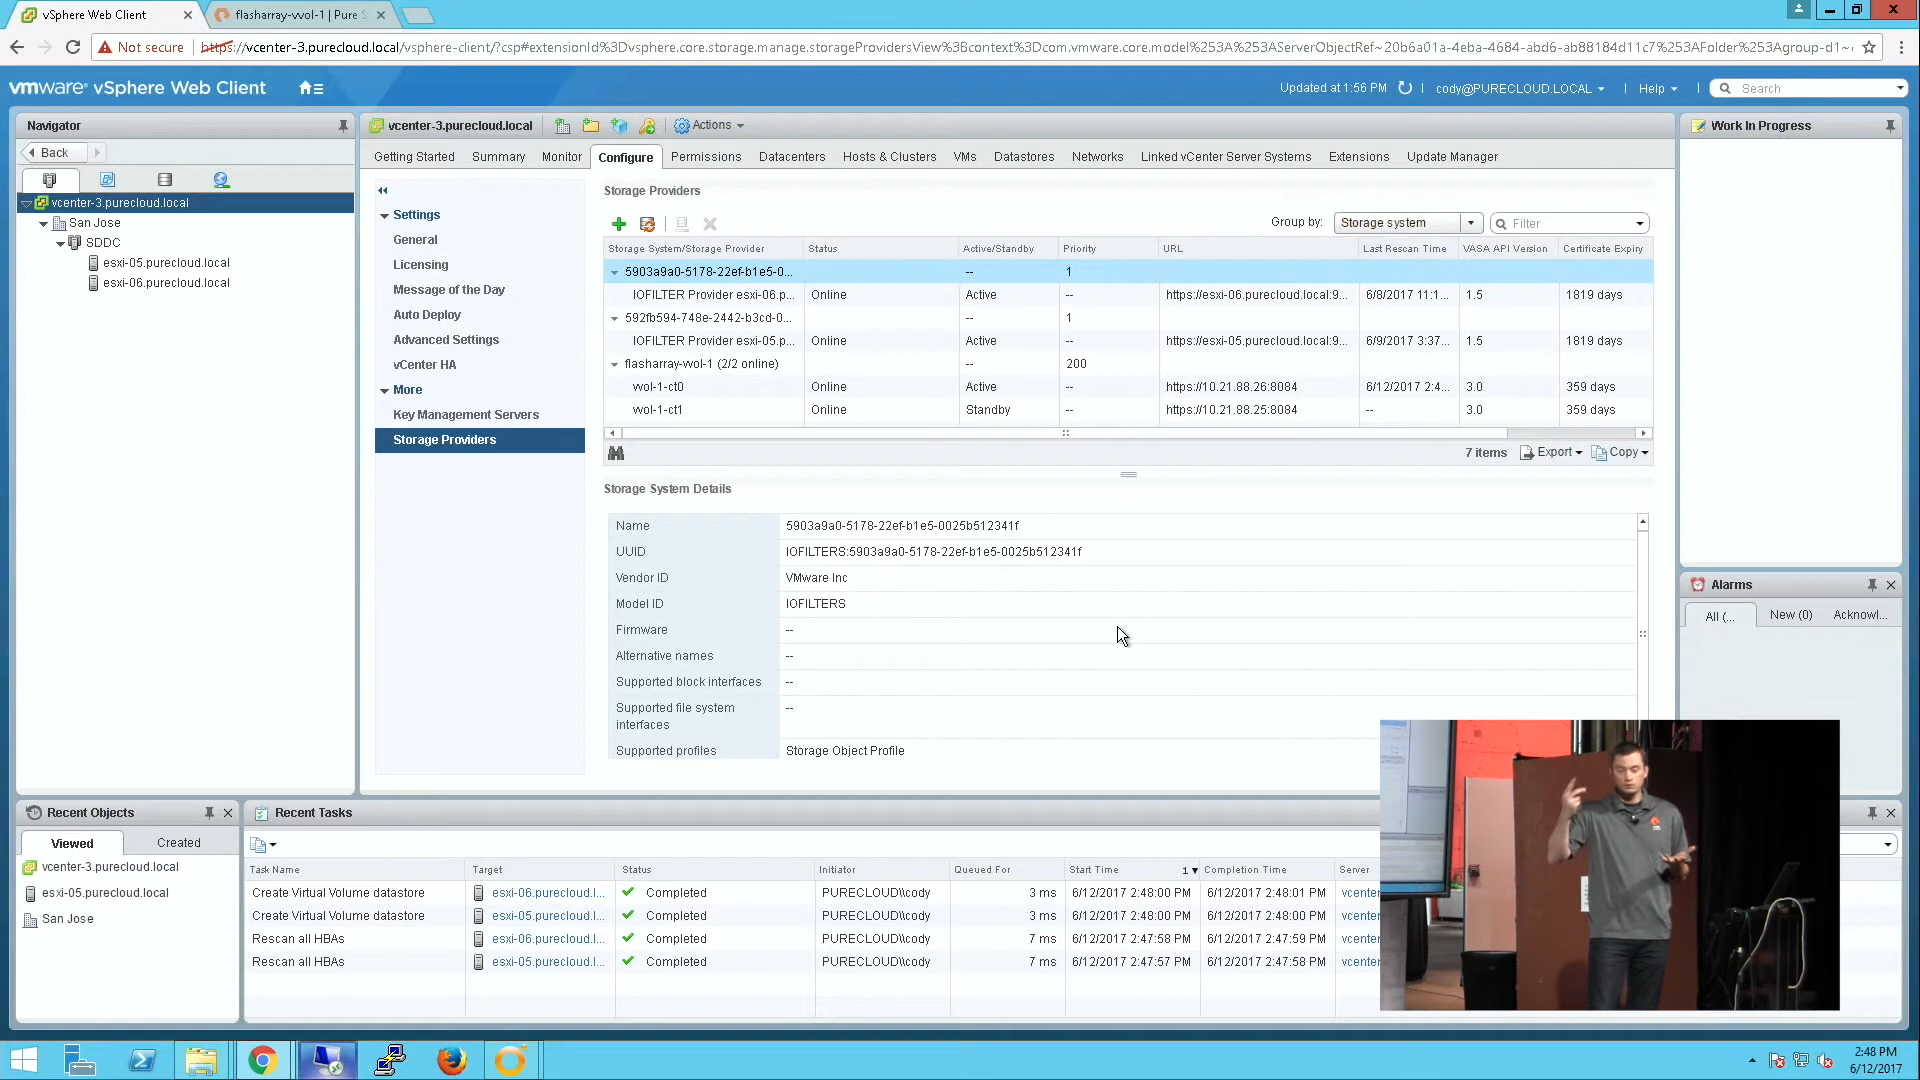 vSphere Web Client
flasharray-vvol-1 | Pure S
Not secure | https://vcenter-3.purecloud.local/vsphere-client/?csp#extensionId%3Dvsphere.core.storage.manage.storageProvidersView%3Bcontext%3Dcom.vmware.core.model%253A%253AServerObjectRef~20b6a01a-4eba-4684-abd6-ab88184d11c7%253AFolder%253Agroup-d1~
vmware® vSphere Web Client
Updated at 1:56 PM | cody@PURECLOUD.LOCAL | Help | Search
Navigator
Back
vcenter-3.purecloud.local
San Jose
SDDC
esxi-05.purecloud.local
esxi-06.purecloud.local
vcenter-3.purecloud.local Actions
Getting Started Summary Monitor Configure Permissions Datacenters Hosts & Clusters VMs Datastores Networks Linked vCenter Server Systems Extensions Update Manager
Settings
General
Licensing
Message of the Day
Auto Deploy
Advanced Settings
vCenter HA
More
Key Management Servers
Storage Providers
Storage Providers
Group by: Storage system Filter
Storage System/Storage Provider Status Active/Standby Priority URL Last Rescan Time VASA API Version Certificate Expiry
5903a9a0-5178-22ef-b1e5-0... -- 1
IOFILTER Provider esxi-06.p... Online Active -- https://esxi-06.purecloud.local:9... 6/8/2017 11:1... 1.5 1819 days
592fb594-748e-2442-b3cd-0... -- 1
IOFILTER Provider esxi-05.p... Online Active -- https://esxi-05.purecloud.local:9... 6/9/2017 3:37... 1.5 1819 days
flasharray-vvol-1 (2/2 online) -- 200
vvol-1-ct0 Online Active -- https://10.21.88.26:8084 6/12/2017 2:4... 3.0 359 days
vvol-1-ct1 Online Standby -- https://10.21.88.25:8084 -- 3.0 359 days
7 items Export Copy
Storage System Details
Name 5903a9a0-5178-22ef-b1e5-0025b512341f
UUID IOFILTERS:5903a9a0-5178-22ef-b1e5-0025b512341f
Vendor ID VMware Inc
Model ID IOFILTERS
Firmware --
Alternative names --
Supported block interfaces --
Supported file system interfaces --
Supported profiles Storage Object Profile
Work In Progress
Alarms
All (... New (0) Acknowl...
Recent Objects
Viewed Created
vcenter-3.purecloud.local
esxi-05.purecloud.local
San Jose
Recent Tasks
Task Name Target Status Initiator Queued For Start Time 1 Completion Time Server
Create Virtual Volume datastore esxi-06.purecloud.l... Completed PURECLOUD\\cody 3 ms 6/12/2017 2:48:00 PM 6/12/2017 2:48:01 PM vcenter
Create Virtual Volume datastore esxi-05.purecloud.l... Completed PURECLOUD\\cody 3 ms 6/12/2017 2:48:00 PM 6/12/2017 2:48:00 PM vcenter
Rescan all HBAs esxi-06.purecloud.l... Completed PURECLOUD\\cody 7 ms 6/12/2017 2:47:58 PM 6/12/2017 2:47:59 PM vcenter
Rescan all HBAs esxi-05.purecloud.l... Completed PURECLOUD\\cody 7 ms 6/12/2017 2:47:57 PM 6/12/2017 2:47:58 PM vcenter
2:48 PM
6/12/2017